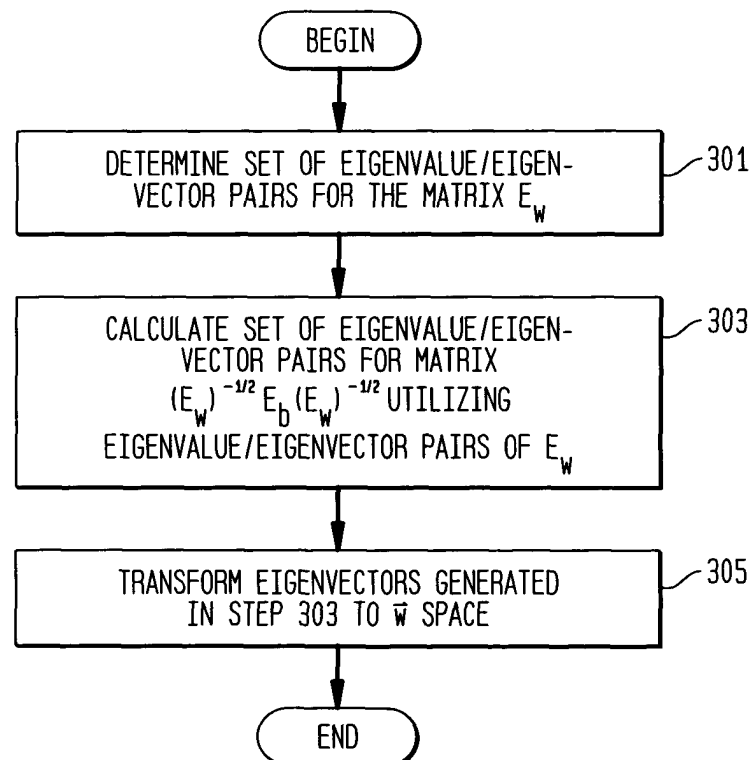 BEGIN
DETERMINE SET OF EIGENVALUE/EIGEN-
VECTOR PAIRS FOR THE MATRIX E_w
301
CALCULATE SET OF EIGENVALUE/EIGEN-
VECTOR PAIRS FOR MATRIX
(E_w)^-1/2 E_b(E_w)^-1/2 UTILIZING
EIGENVALUE/EIGENVECTOR PAIRS OF E_w
303
TRANSFORM EIGENVECTORS GENERATED
IN STEP 303 TO w̄ SPACE
305
END